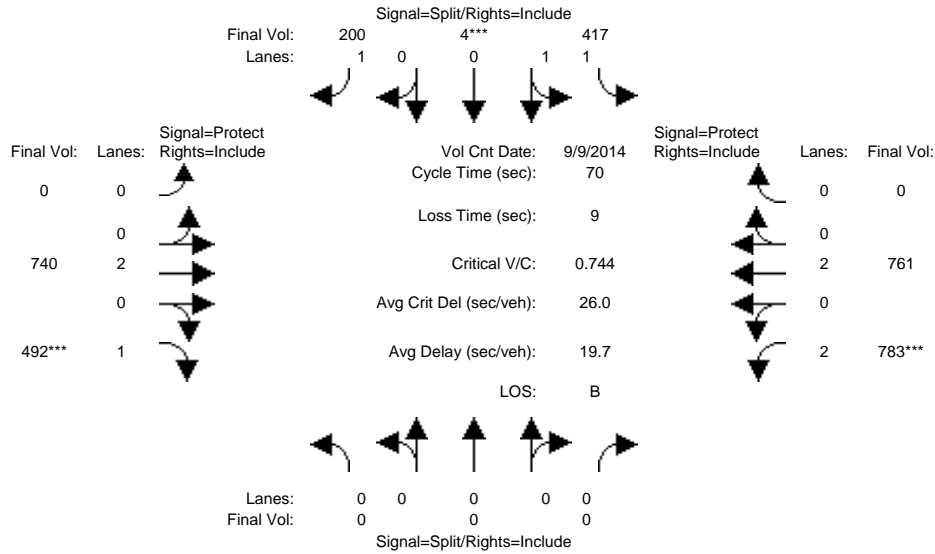 Signal=Split/Rights=Include
Final Vol: 200 4*** 417
Lanes: 1 0 0 1 1
Signal=Protect Signal=Protect
Final Vol: Lanes: Rights=Include Vol Cnt Date: 9/9/2014 Rights=Include Lanes: Final Vol:
Cycle Time (sec): 70
0 0 0 0
Loss Time (sec): 9
0 0
740 2 Critical V/C: 0.744 2 761
0 Avg Crit Del (sec/veh): 26.0 0
492*** 1 Avg Delay (sec/veh): 19.7 2 783***
LOS: B
Lanes: 0 0 0 0 0
Final Vol: 0 0 0
Signal=Split/Rights=Include